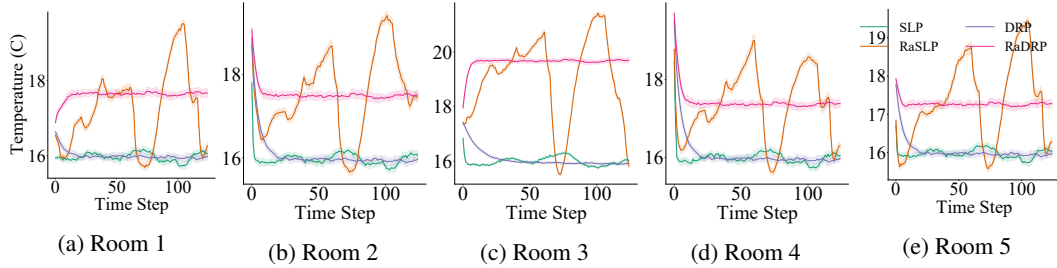 Temperature (C)
18
16
0
50
100
Time Step
(a) Room 1
18
16
0
50
100
Time Step
(b) Room 2
20
18
16
0
50
100
Time Step
(c) Room 3
18
16
0
50
100
Time Step
(d) Room 4
SLP
DRP
RaSLP
RaDRP
19
18
17
16
0
50
100
Time Step
(e) Room 5